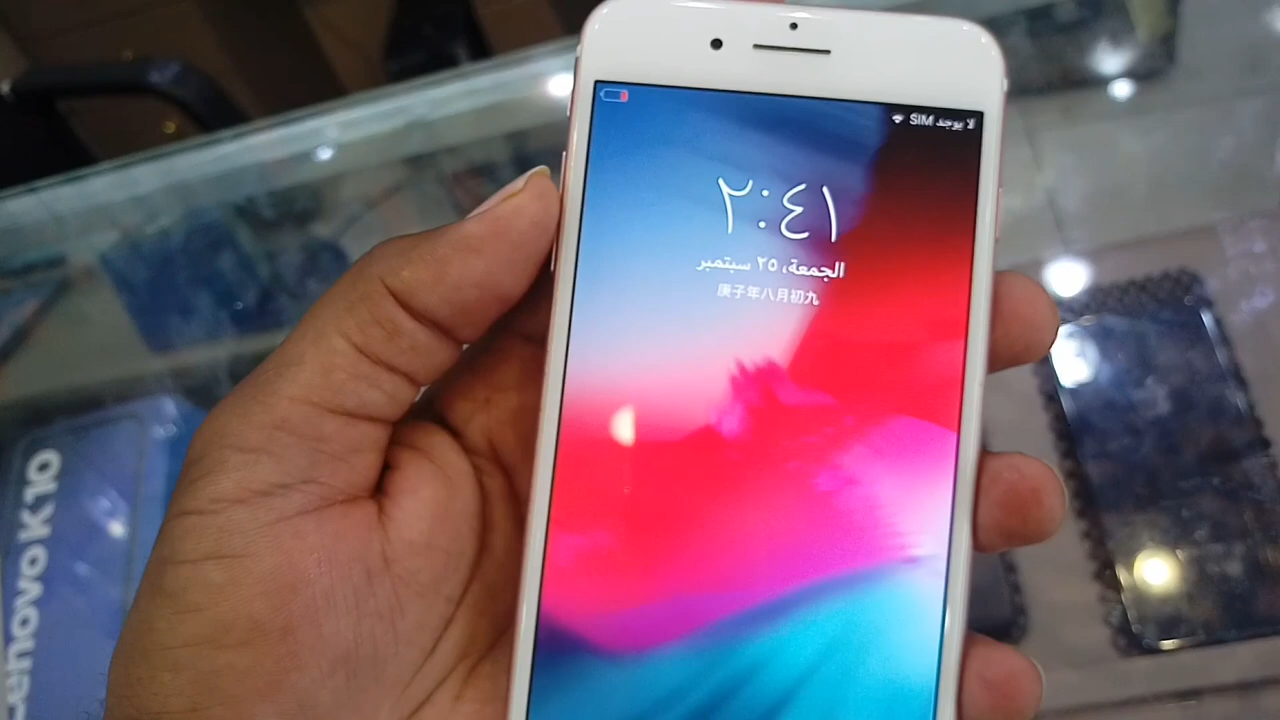 لا يوجد SIM
٢:٤١
الجمعة، ٢٥ سبتمبر
庚子年八月初九
Lenovo K10